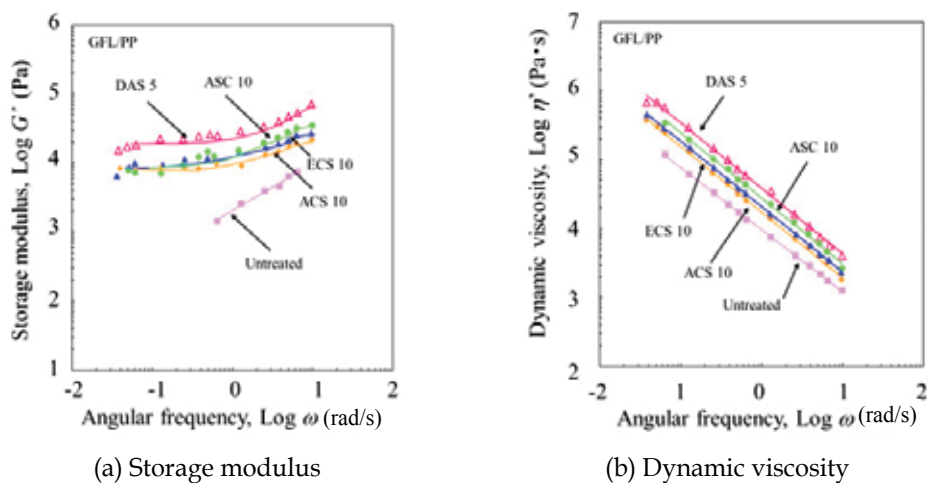 6
5
4
3
2
1
Storage modulus, Log G´ (Pa)
GFL/PP
DAS 5
ASC 10
ECS 10
ACS 10
Untreated
-2 -1 0 1 2
Angular frequency, Log ω (rad/s)
(a) Storage modulus
7
6
5
4
3
2
Dynamic viscosity, Log η* (Pa•s)
GFL/PP
DAS 5
ASC 10
ECS 10
ACS 10
Untreated
-2 -1 0 1 2
Angular frequency, Log ω (rad/s)
(b) Dynamic viscosity